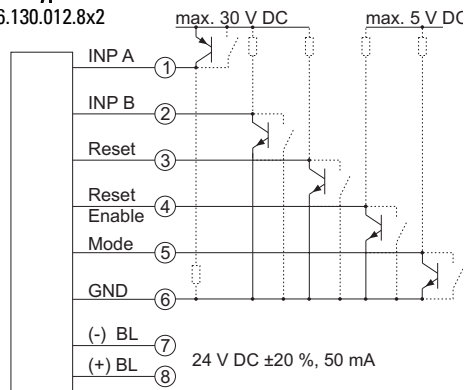 6.130.012.8x2
max. 30 V DC
max. 5 V DC
INP A
1
INP B
2
Reset
3
Reset
Enable
4
Mode
5
GND
6
(-) BL
7
(+) BL
8
24 V DC ±20 %, 50 mA